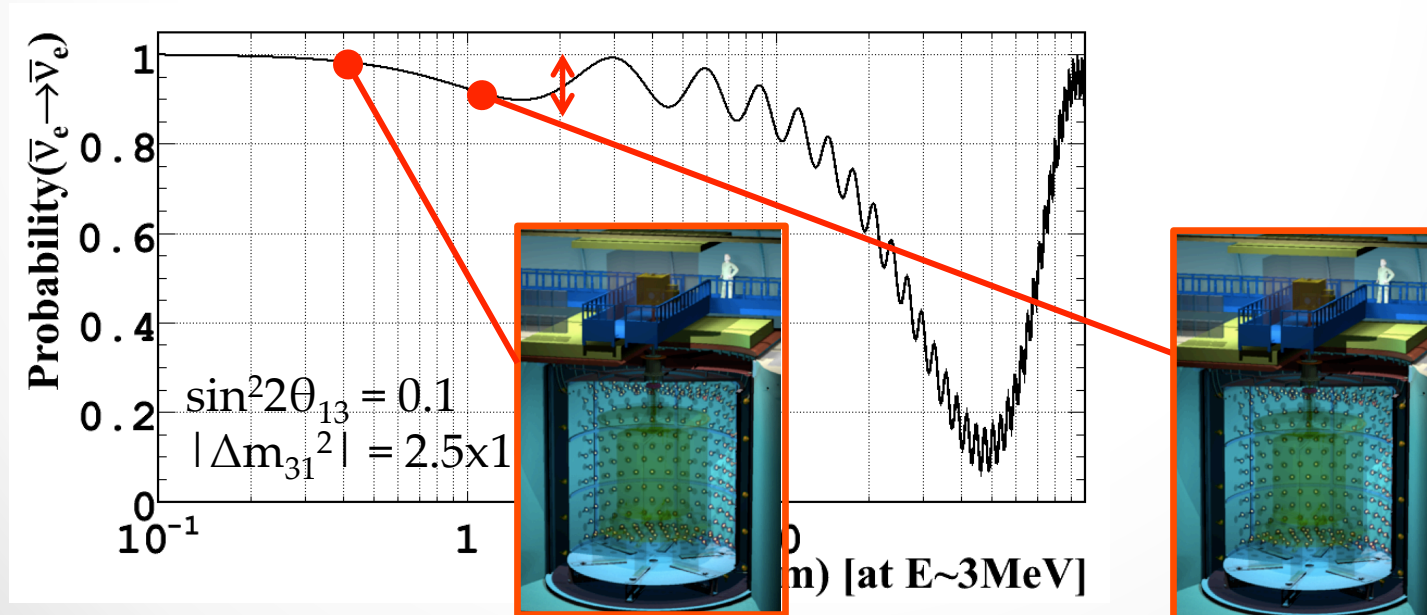 Probability(ν̄ₑ→ν̄ₑ)
1
0.8
0.6
0.4
0.2
0
sin²2θ₁₃ = 0.1
|Δm₃₁²| = 2.5x1
10⁻¹
1
0
m) [at E~3MeV]